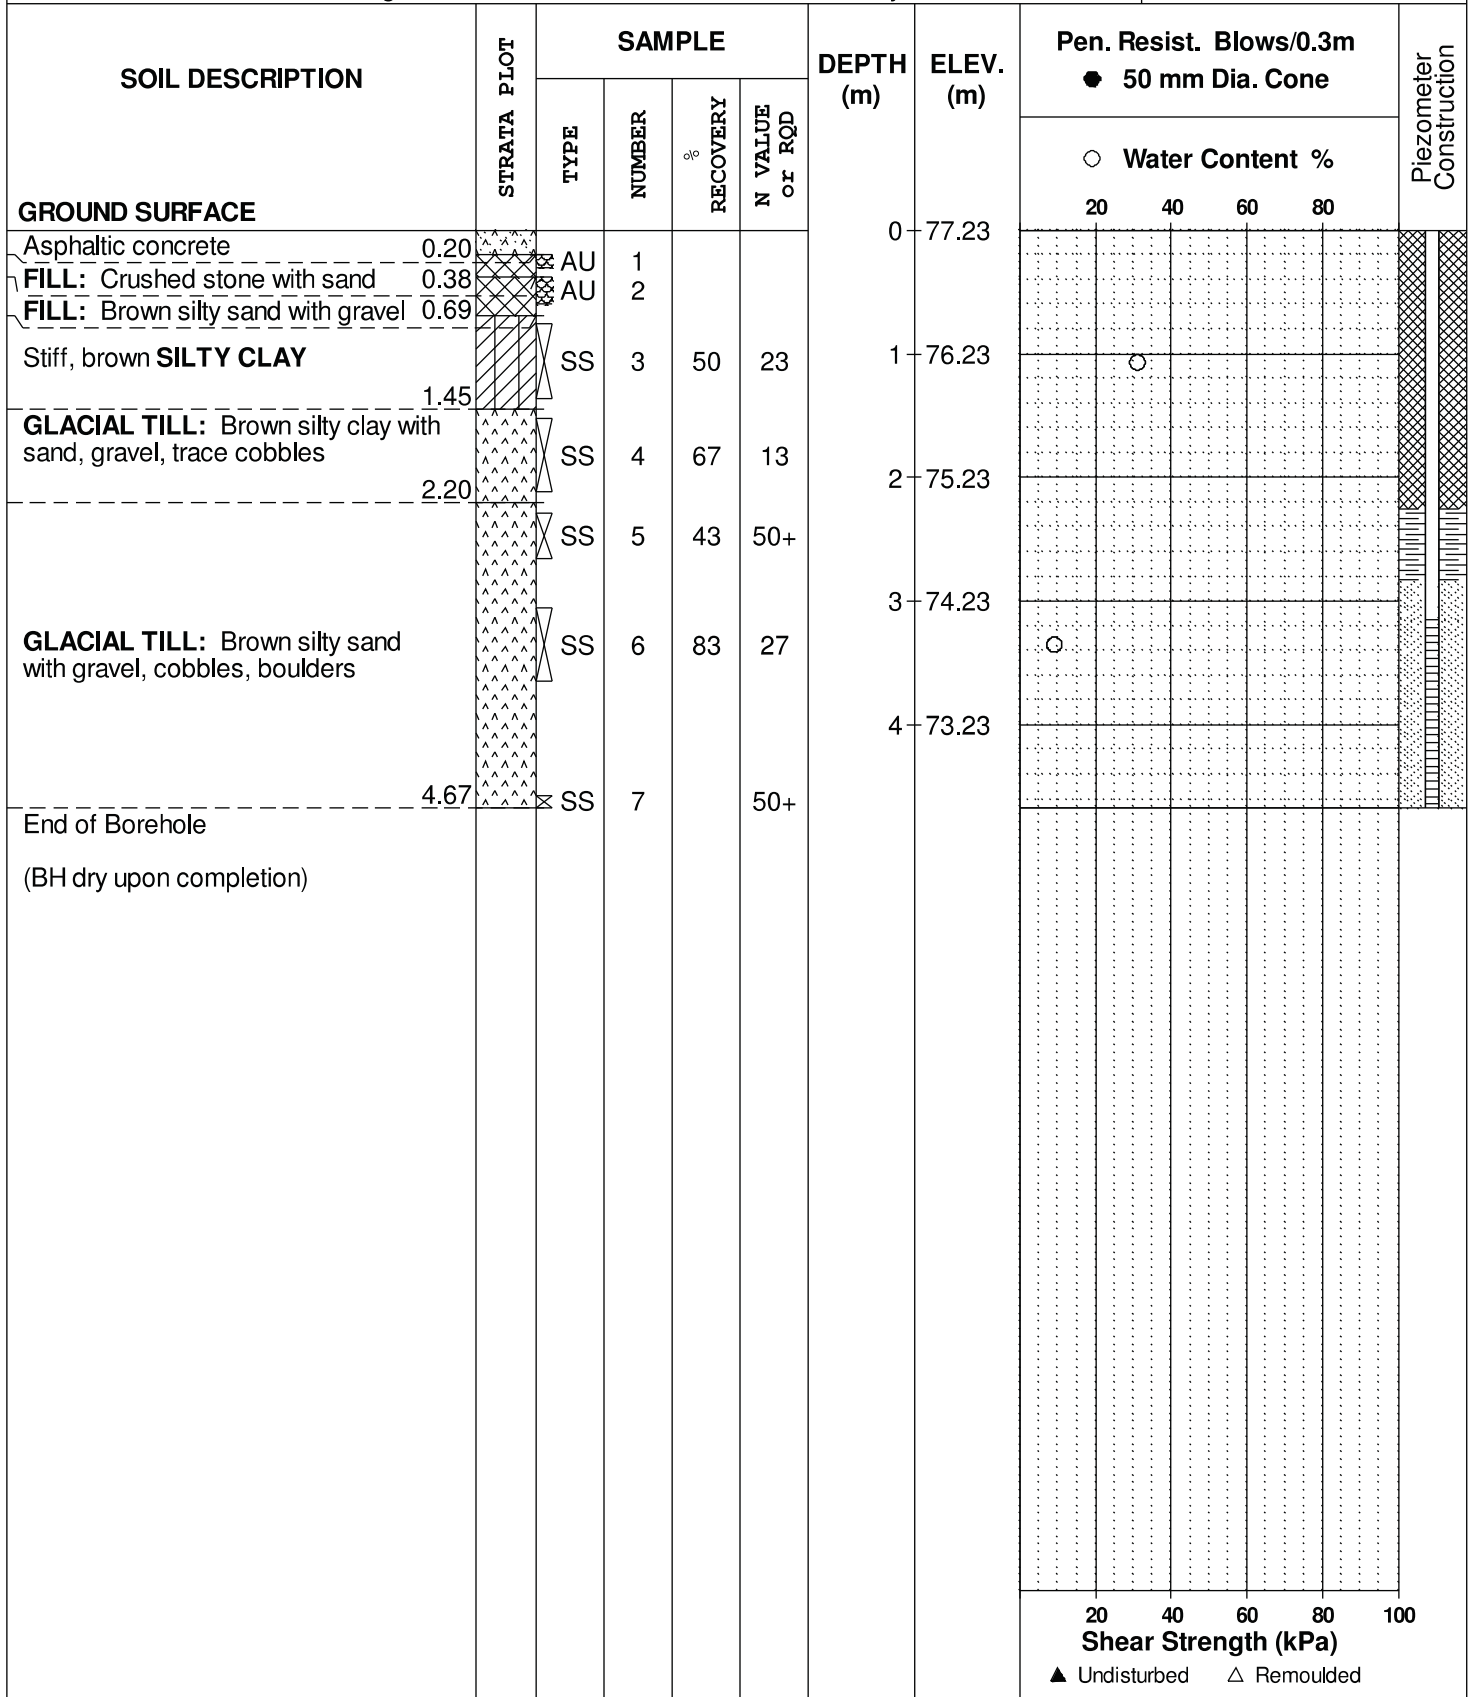 SOIL DESCRIPTION
STRATA PLOT
SAMPLE
TYPE
NUMBER
% RECOVERY
N VALUE or RQD
DEPTH (m)
ELEV. (m)
Pen. Resist. Blows/0.3m
● 50 mm Dia. Cone
○ Water Content %
20 40 60 80
Piezometer Construction
GROUND SURFACE
0 77.23
Asphaltic concrete 0.20
AU 1
FILL: Crushed stone with sand 0.38
AU 2
FILL: Brown silty sand with gravel 0.69
1 76.23
Stiff, brown SILTY CLAY
SS 3 50 23
1.45
GLACIAL TILL: Brown silty clay with
sand, gravel, trace cobbles
SS 4 67 13
2 75.23
2.20
SS 5 43 50+
3 74.23
GLACIAL TILL: Brown silty sand
with gravel, cobbles, boulders
SS 6 83 27
4 73.23
4.67
SS 7 50+
End of Borehole
(BH dry upon completion)
20 40 60 80 100
Shear Strength (kPa)
▲ Undisturbed △ Remoulded